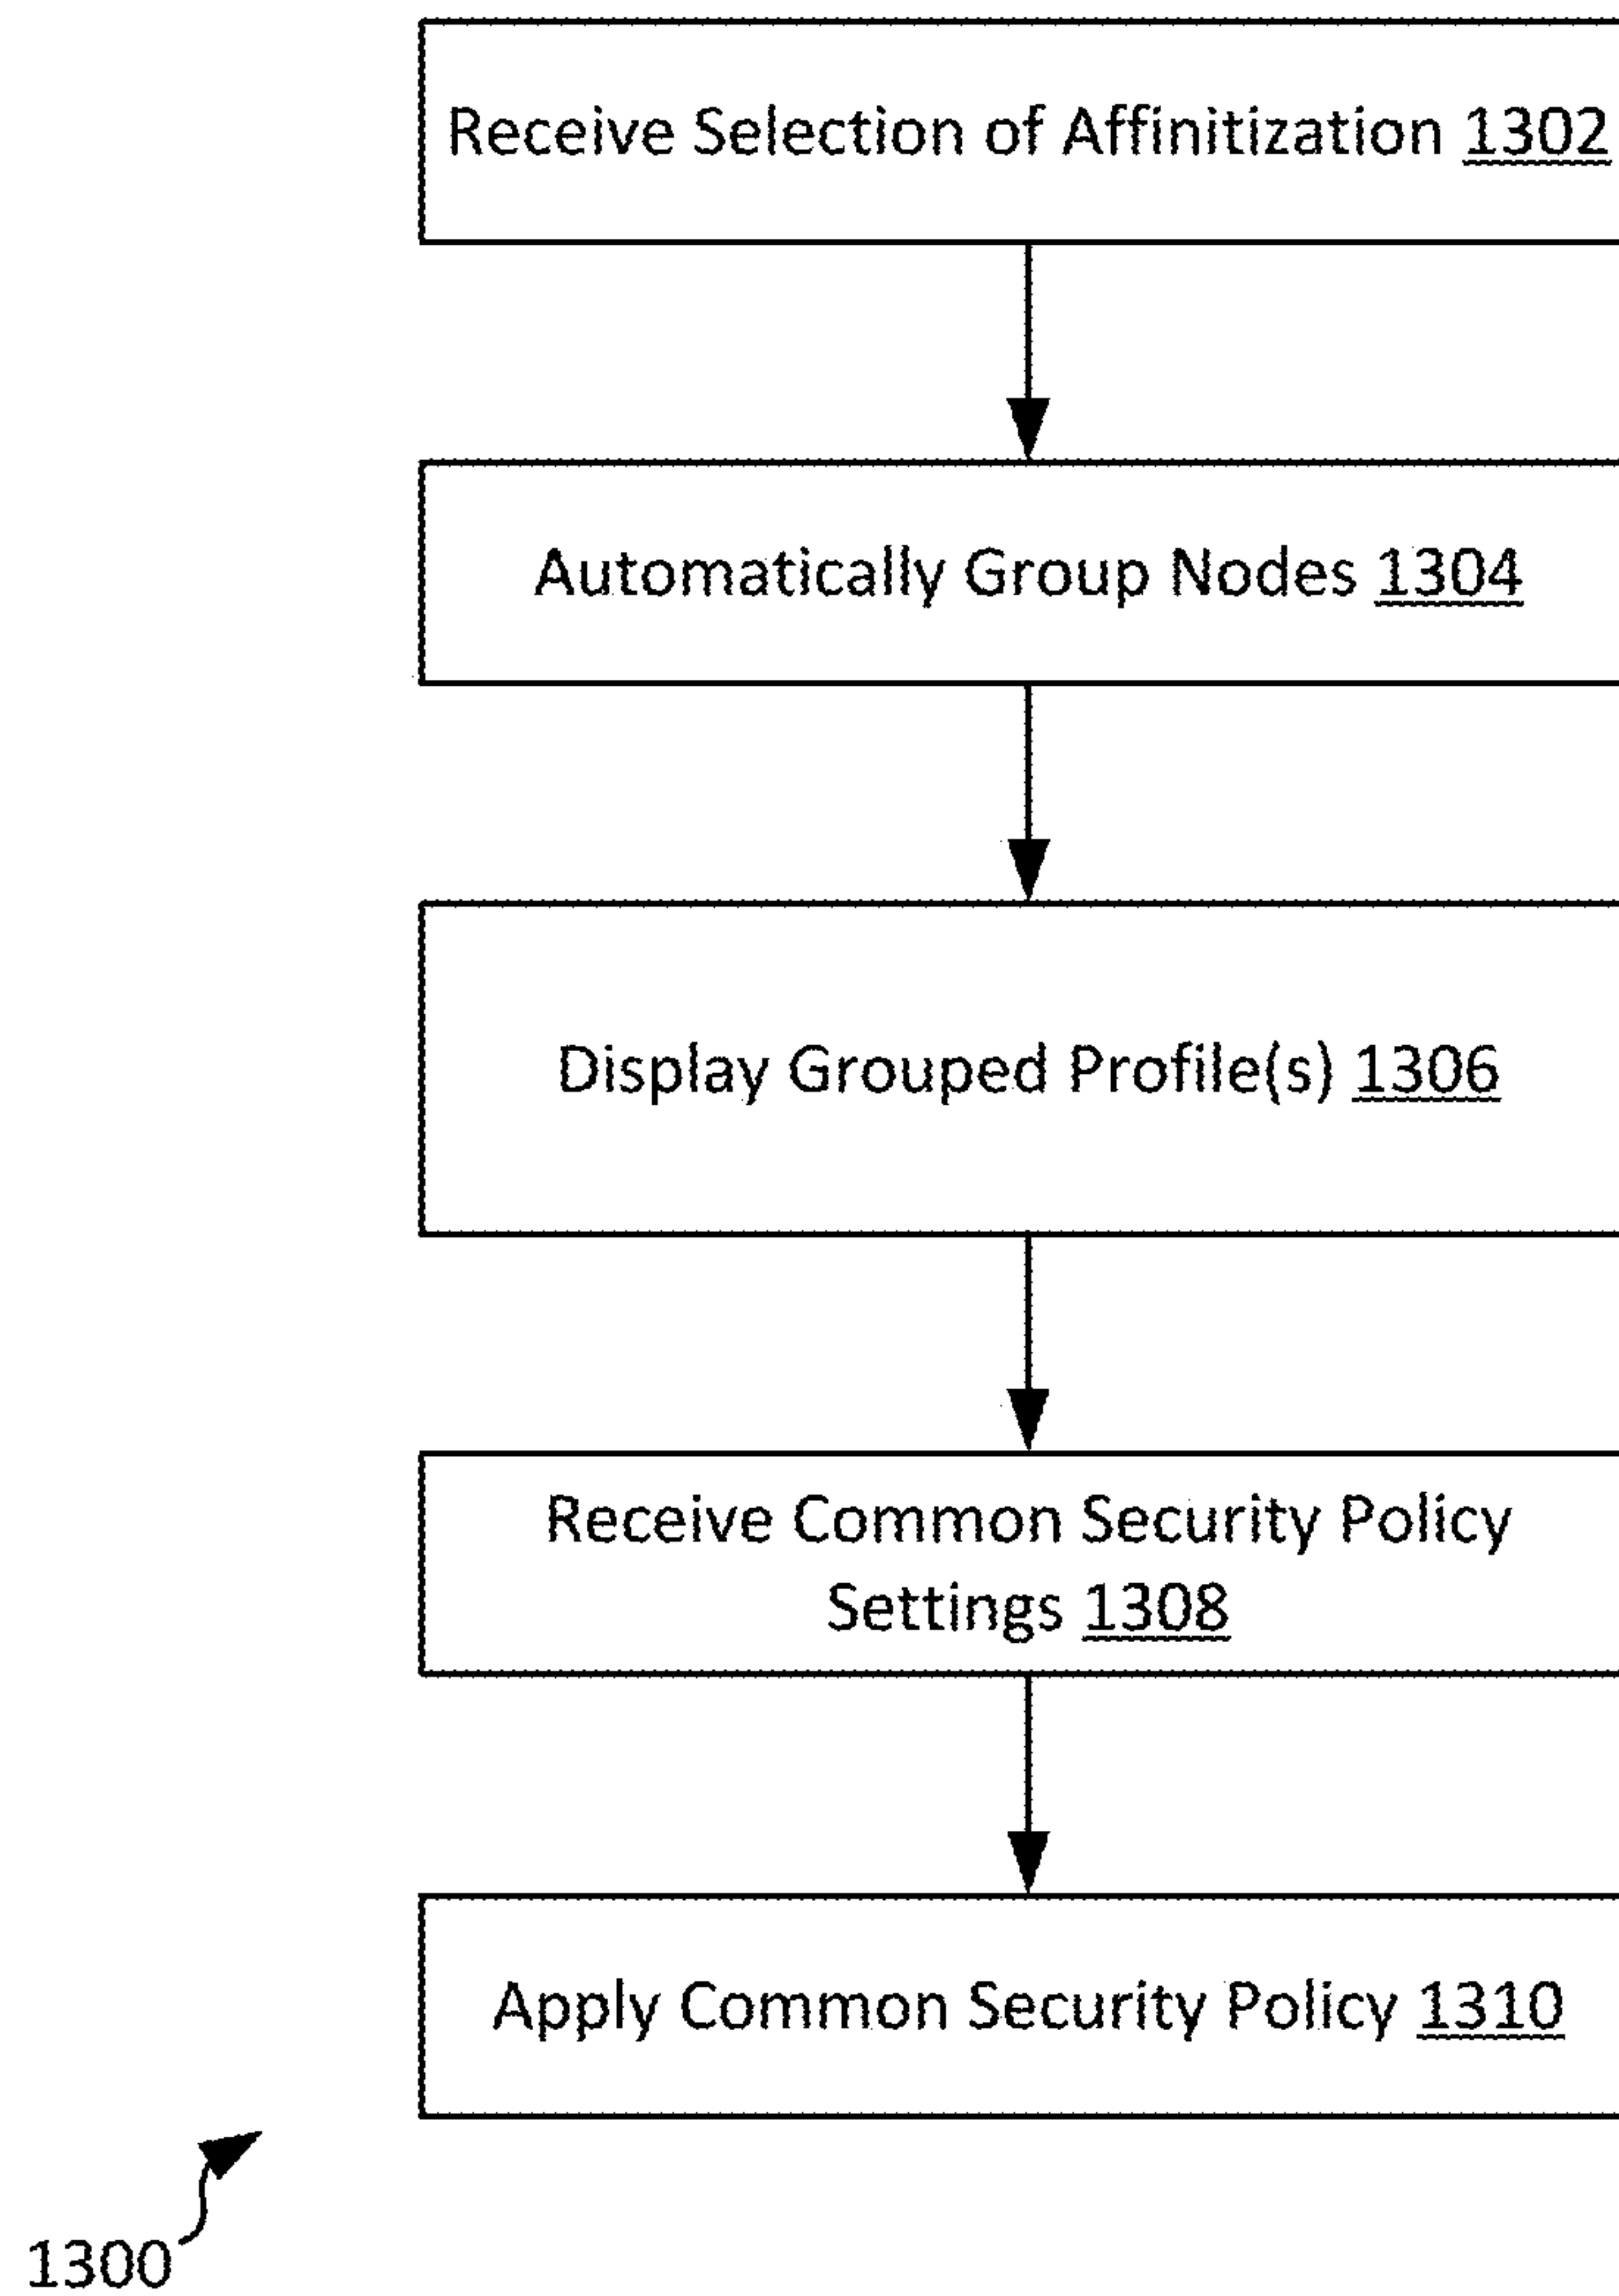 Receive Selection of Affinitization 1302
Automatically Group Nodes 1304
Display Grouped Profile(s) 1306
Receive Common Security Policy
Settings 1308
Apply Common Security Policy 1310
1300